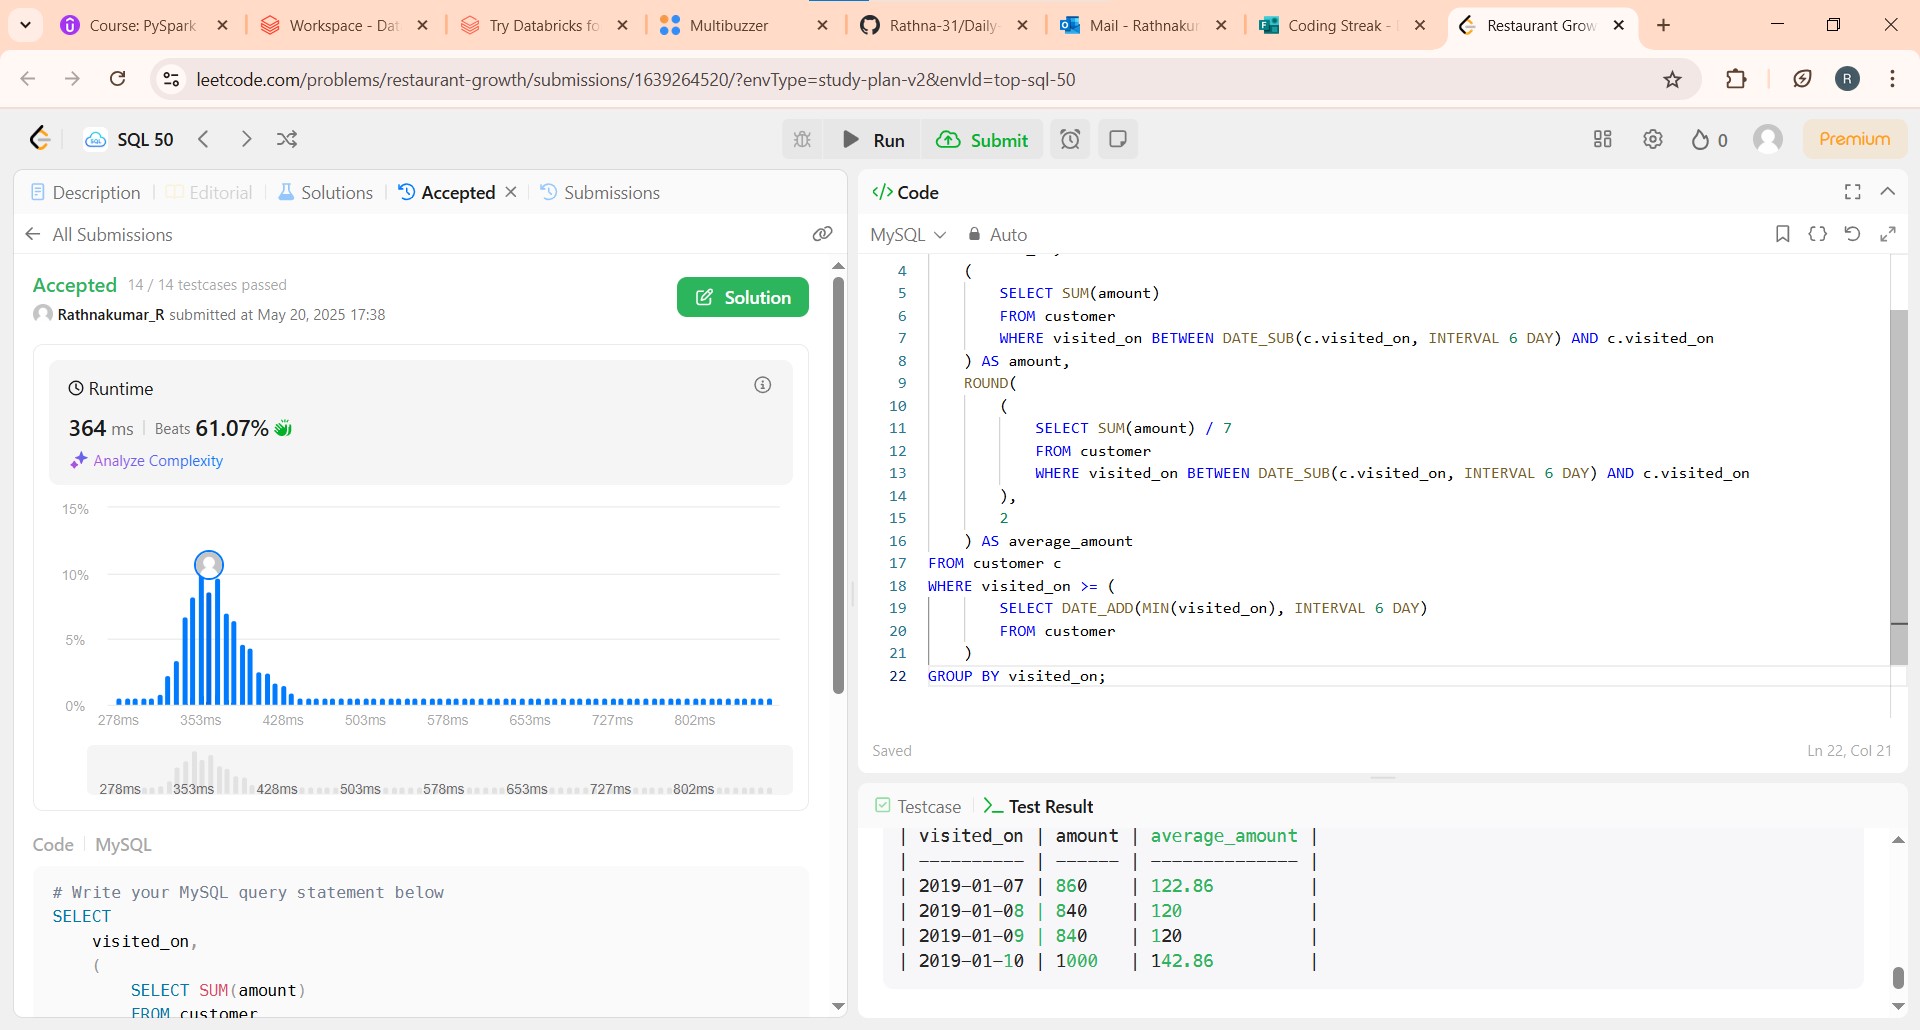 Course: PySpark
Workspace - Dat
Try Databricks fo
Multibuzzer
Rathna-31/Daily-
Mail - Rathnakur
Coding Streak -
Restaurant Grow
leetcode.com/problems/restaurant-growth/submissions/1639264520/?envType=study-plan-v2&envId=top-sql-50
R
SQL 50
Run
Submit
0
Premium
Description
Editorial
Solutions
Accepted
Submissions
All Submissions
Accepted 14 / 14 testcases passed
Rathnakumar_R submitted at May 20, 2025 17:38
Solution
Runtime
364 ms Beats 61.07%
Analyze Complexity
15%
10%
5%
0%
278ms 353ms 428ms 503ms 578ms 653ms 727ms 802ms
278ms 353ms 428ms 503ms 578ms 653ms 727ms 802ms
Code MySQL
# Write your MySQL query statement below
SELECT
visited_on,
(
SELECT SUM(amount)
FROM customer
</> Code
MySQL Auto
4 (
5 SELECT SUM(amount)
6 FROM customer
7 WHERE visited_on BETWEEN DATE_SUB(c.visited_on, INTERVAL 6 DAY) AND c.visited_on
8 ) AS amount,
9 ROUND(
10 (
11 SELECT SUM(amount) / 7
12 FROM customer
13 WHERE visited_on BETWEEN DATE_SUB(c.visited_on, INTERVAL 6 DAY) AND c.visited_on
14 ),
15 2
16 ) AS average_amount
17 FROM customer c
18 WHERE visited_on >= (
19 SELECT DATE_ADD(MIN(visited_on), INTERVAL 6 DAY)
20 FROM customer
21 )
22 GROUP BY visited_on;
Saved
Ln 22, Col 21
Testcase
Test Result
| visited_on | amount | average_amount |
| ---------- | ------ | -------------- |
| 2019-01-07 | 860 | 122.86 |
| 2019-01-08 | 840 | 120 |
| 2019-01-09 | 840 | 120 |
| 2019-01-10 | 1000 | 142.86 |